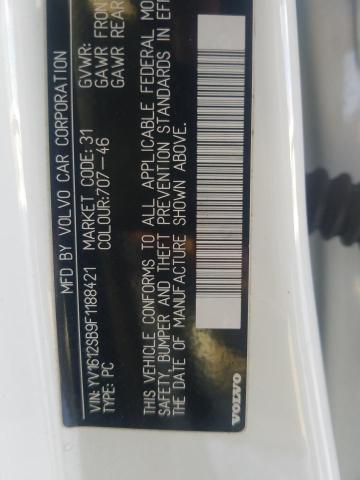 MFD BY VOLVO CAR CORPORATION
GVWR:
GAWR FRON
GAWR REAR
VIN: YV1612SB9F1188421 MARKET CODE: 31
TYPE: PC COLOUR:707-46
THIS VEHICLE CONFORMS TO ALL APPLICABLE FEDERAL MO
SAFETY, BUMPER AND THEFT PREVENTION STANDARDS IN EFF
THE DATE OF MANUFACTURE SHOWN ABOVE.
VOLVO